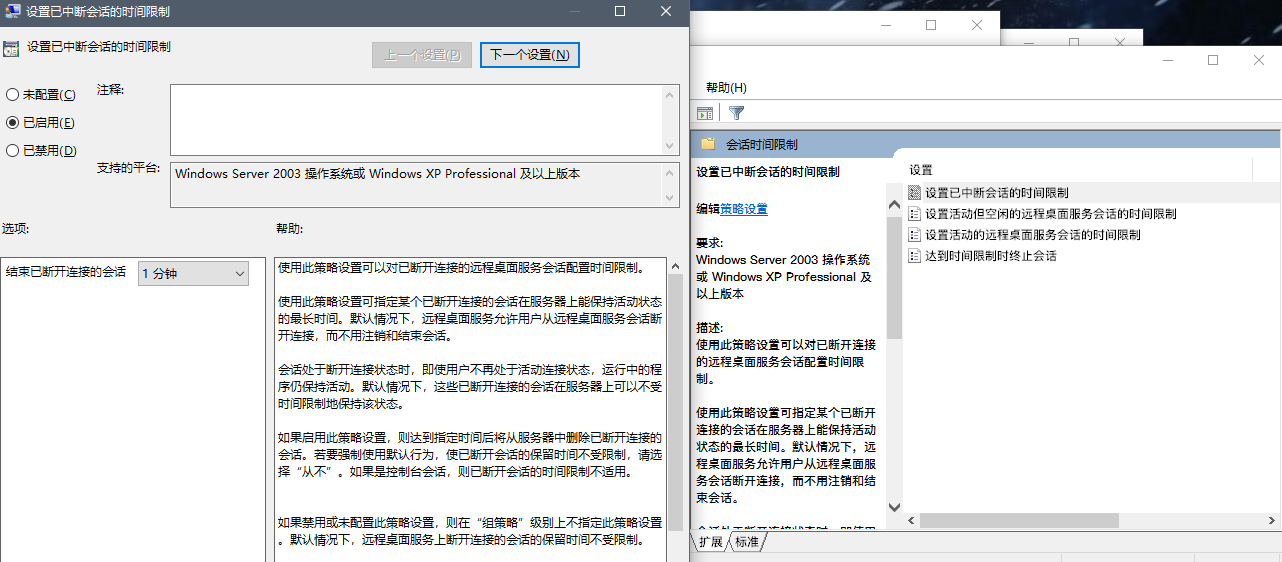 设置已中断会话的时间限制
设置已中断会话的时间限制
上一个设置(P)
下一个设置(N)
未配置(C)
已启用(E)
已禁用(D)
注释:
支持的平台:
Windows Server 2003 操作系统或 Windows XP Professional 及以上版本
选项:
帮助:
结束已断开连接的会话
1 分钟
使用此策略设置可以对已断开连接的远程桌面服务会话配置时间限制。
使用此策略设置可指定某个已断开连接的会话在服务器上能保持活动状态
的最长时间。默认情况下，远程桌面服务允许用户从远程桌面服务会话断
开连接，而不用注销和结束会话。
会话处于断开连接状态时，即使用户不再处于活动连接状态，运行中的程
序仍保持活动。默认情况下，这些已断开连接的会话在服务器上可以不受
时间限制地保持该状态。
如果启用此策略设置，则达到指定时间后将从服务器中删除已断开连接的
会话。若要强制使用默认行为，使已断开会话的保留时间不受限制，请选
择“从不”。如果是控制台会话，则已断开会话的时间限制不适用。
如果禁用或未配置此策略设置，则在“组策略”级别上不指定此策略设置
。默认情况下，远程桌面服务上断开连接的会话的保留时间不受限制。
帮助(H)
会话时间限制
设置已中断会话的时间限制
编辑策略设置
要求:
Windows Server 2003 操作系统
或 Windows XP Professional 及
以上版本
描述:
使用此策略设置可以对已断开连接
的远程桌面服务会话配置时间限
制。
使用此策略设置可指定某个已断开
连接的会话在服务器上能保持活动
状态的最长时间。默认情况下，远
程桌面服务允许用户从远程桌面服
务会话断开连接，而不用注销和结
束会话。
设置
设置已中断会话的时间限制
设置活动但空闲的远程桌面服务会话的时间限制
设置活动的远程桌面服务会话的时间限制
达到时间限制时终止会话
扩展
标准